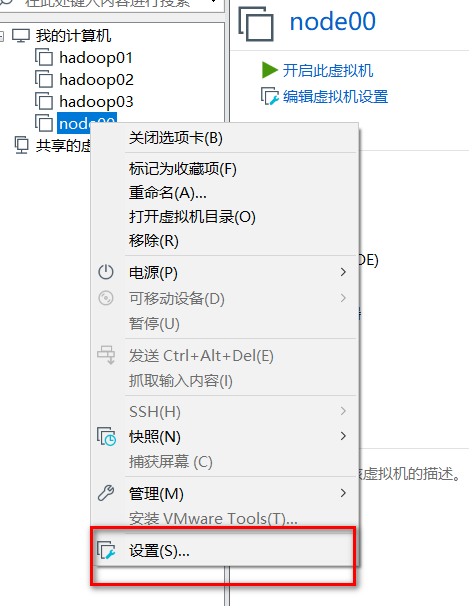 在此处键入内容进行搜索
我的计算机
hadoop01
hadoop02
hadoop03
node00
共享的虚
node00
开启此虚拟机
编辑虚拟机设置
DE)
该虚拟机的描述。
关闭选项卡(B)
标记为收藏项(F)
重命名(A)...
打开虚拟机目录(O)
移除(R)
电源(P)
可移动设备(D)
暂停(U)
发送 Ctrl+Alt+Del(E)
抓取输入内容(I)
SSH(H)
快照(N)
捕获屏幕 (C)
管理(M)
安装 VMware Tools(T)...
设置(S)...